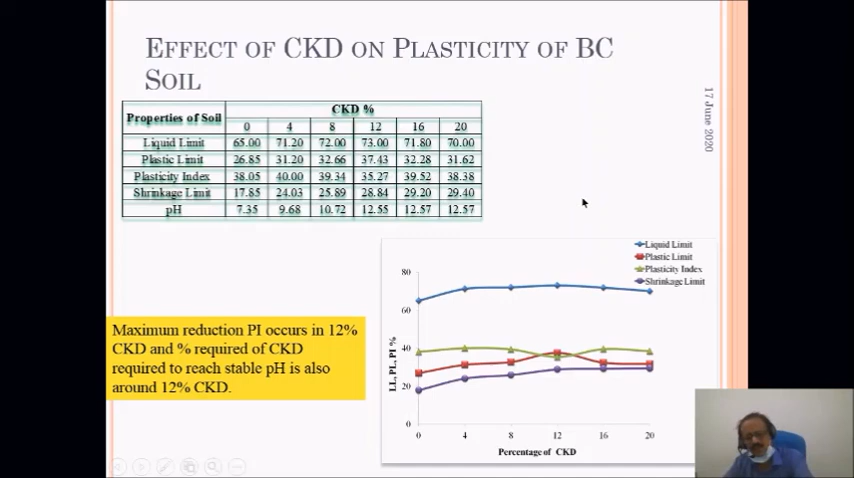 EFFECT OF CKD ON PLASTICITY OF BC
SOIL
17 June 2020
Properties of Soil CKD %
0 4 8 12 16 20
Liquid Limit 65.00 71.20 72.00 73.00 71.80 70.00
Plastic Limit 26.85 31.20 32.66 37.43 32.28 31.62
Plasticity Index 38.05 40.00 39.34 35.27 39.52 38.38
Shrinkage Limit 17.85 24.03 25.89 28.84 29.20 29.40
pH 7.35 9.68 10.72 12.55 12.57 12.57
Maximum reduction PI occurs in 12%
CKD and % required of CKD
required to reach stable pH is also
around 12% CKD.
Liquid Limit
Plastic Limit
Plasticity Index
Shrinkage Limit
LL, PL, PI %
80
60
40
20
0
0 4 8 12 16 20
Percentage of CKD